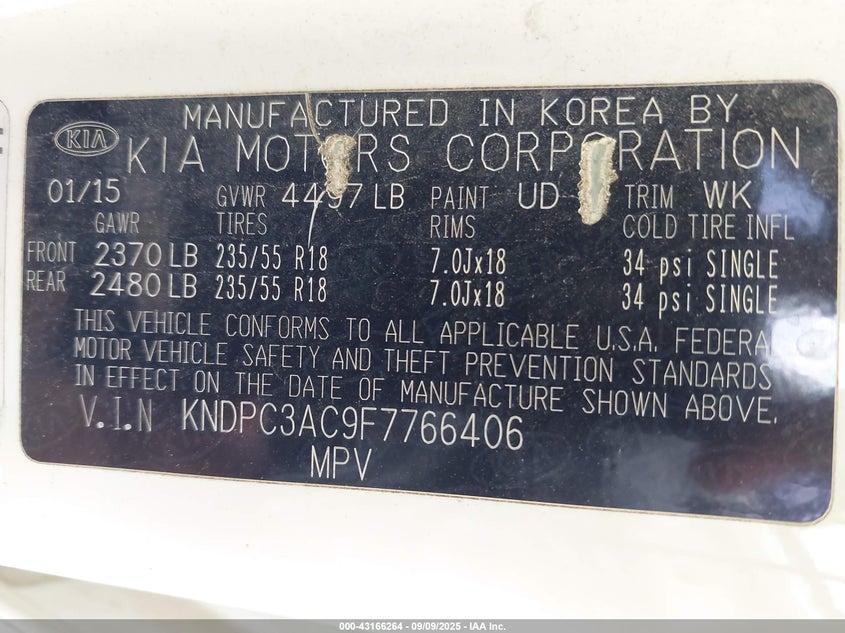 MANUFACTURED IN KOREA BY
KIA
KIA MOTORS CORPORATION
01/15 GVWR 4497 LB PAINT UD TRIM WK
GAWR TIRES RIMS COLD TIRE INFL
FRONT 2370 LB 235/55 R18 7.0Jx18 34 psi SINGLE
REAR 2480 LB 235/55 R18 7.0Jx18 34 psi SINGLE
THIS VEHICLE CONFORMS TO ALL APPLICABLE U.S.A. FEDERAL
MOTOR VEHICLE SAFETY AND THEFT PREVENTION STANDARDS
IN EFFECT ON THE DATE OF MANUFACTURE SHOWN ABOVE.
V.I.N KNDPC3AC9F7766406
MPV
000-43166264 - 09/09/2025 - IAA Inc.